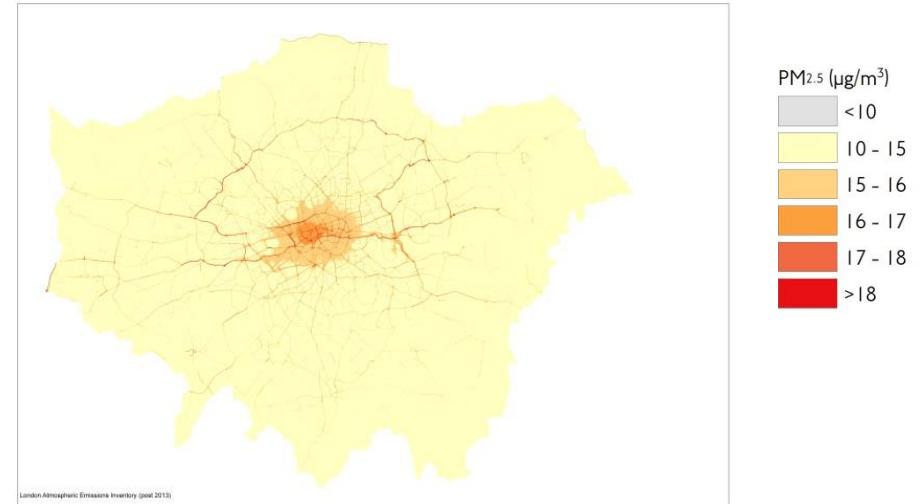 PM2.5 (µg/m³)
<10
10 - 15
15 - 16
16 - 17
17 - 18
>18
London Atmospheric Emissions Inventory (post 2013)